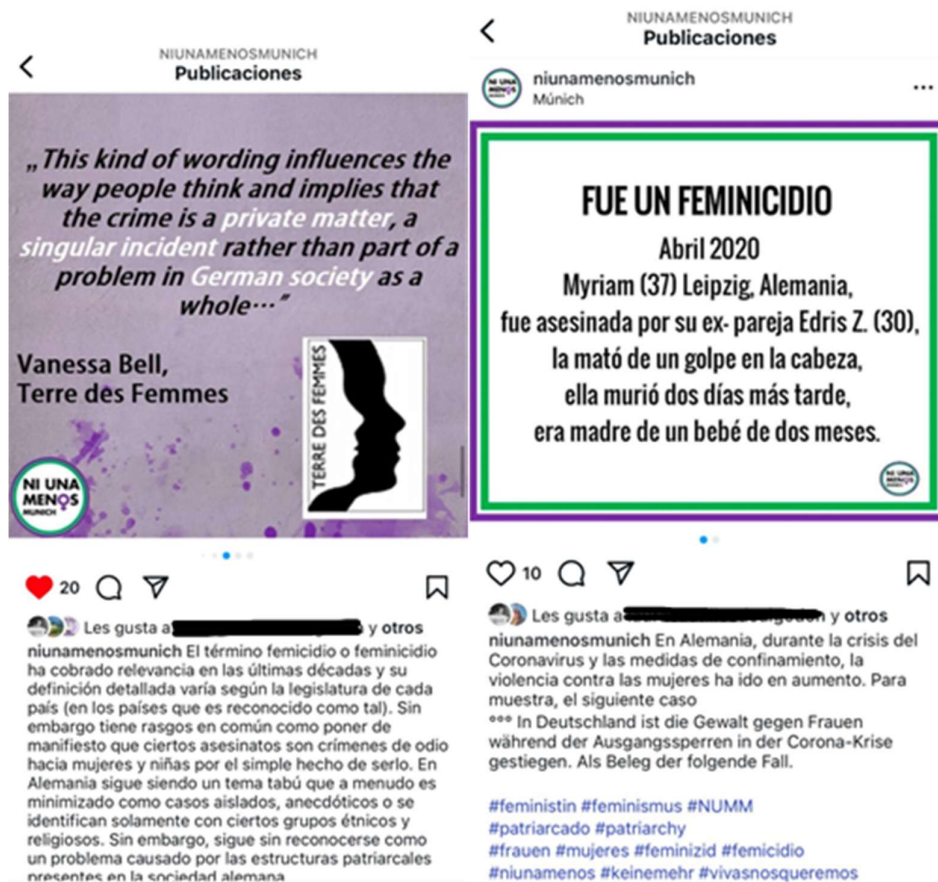 NIUNAMENOSMUNICH
Publicaciones
„This kind of wording influences the
way people think and implies that
the crime is a private matter, a
singular incident rather than part of a
problem in German society as a
whole…”
Vanessa Bell,
Terre des Femmes
TERRE DES FEMMES
NI UNA
MENOS
MUNICH
20
Les gusta a
y otros
niunamenosmunich El término femicidio o feminicidio
ha cobrado relevancia en las últimas décadas y su
definición detallada varía según la legislatura de cada
país (en los países que es reconocido como tal). Sin
embargo tiene rasgos en común como poner de
manifiesto que ciertos asesinatos son crímenes de odio
hacia mujeres y niñas por el simple hecho de serlo. En
Alemania sigue siendo un tema tabú que a menudo es
minimizado como casos aislados, anecdóticos o se
identifican solamente con ciertos grupos étnicos y
religiosos. Sin embargo, sigue sin reconocerse como
un problema causado por las estructuras patriarcales
presentes en la sociedad alemana
NIUNAMENOSMUNICH
Publicaciones
NI UNA
MENOS
niunamenosmunich
Múnich
FUE UN FEMINICIDIO
Abril 2020
Myriam (37) Leipzig, Alemania,
fue asesinada por su ex- pareja Edris Z. (30),
la mató de un golpe en la cabeza,
ella murió dos días más tarde,
era madre de un bebé de dos meses.
NI UNA
MENOS
10
Les gusta a
y otros
niunamenosmunich En Alemania, durante la crisis del
Coronavirus y las medidas de confinamiento, la
violencia contra las mujeres ha ido en aumento. Para
muestra, el siguiente caso
°°° In Deutschland ist die Gewalt gegen Frauen
während der Ausgangssperren in der Corona-Krise
gestiegen. Als Beleg der folgende Fall.
#feministin #feminismus #NUMM
#patriarcado #patriarchy
#frauen #mujeres #feminizid #femicidio
#niunamenos #keinemehr #vivasnosqueremos